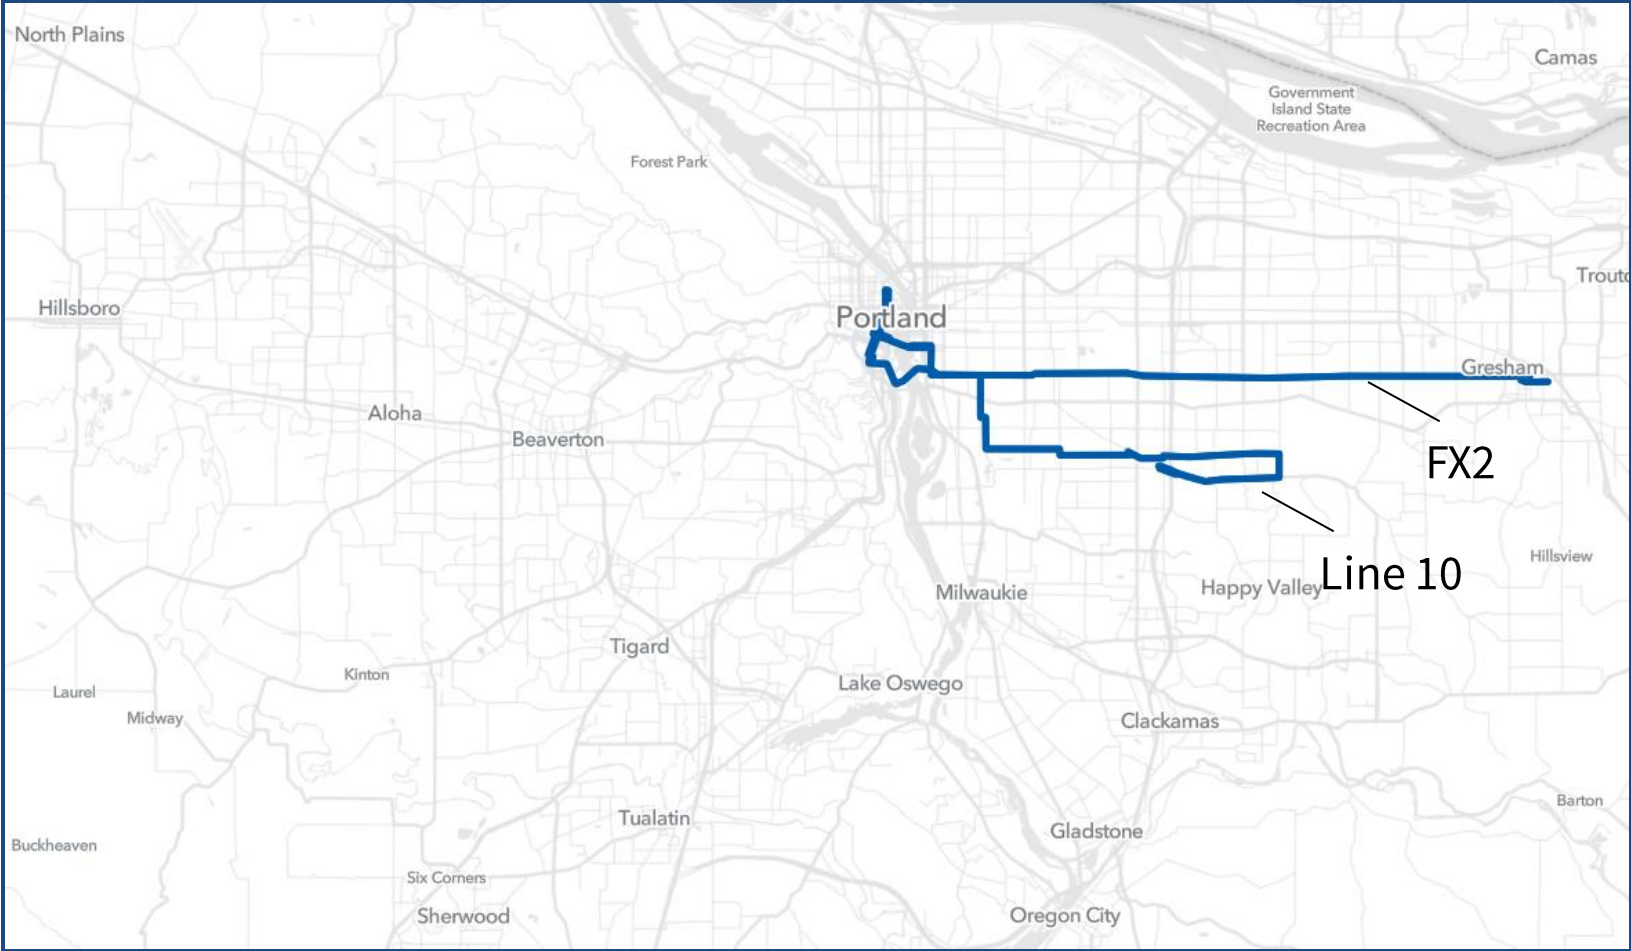 North Plains
Camas
Government
Island State
Recreation Area
Forest Park
Troutd
Hillsboro
Portland
Gresham
Aloha
Beaverton
FX2
Hillsview
Line 10
Happy Valley
Milwaukie
Tigard
Kinton
Lake Oswego
Laurel
Midway
Clackamas
Barton
Tualatin
Gladstone
Buckheaven
Six Corners
Sherwood
Oregon City